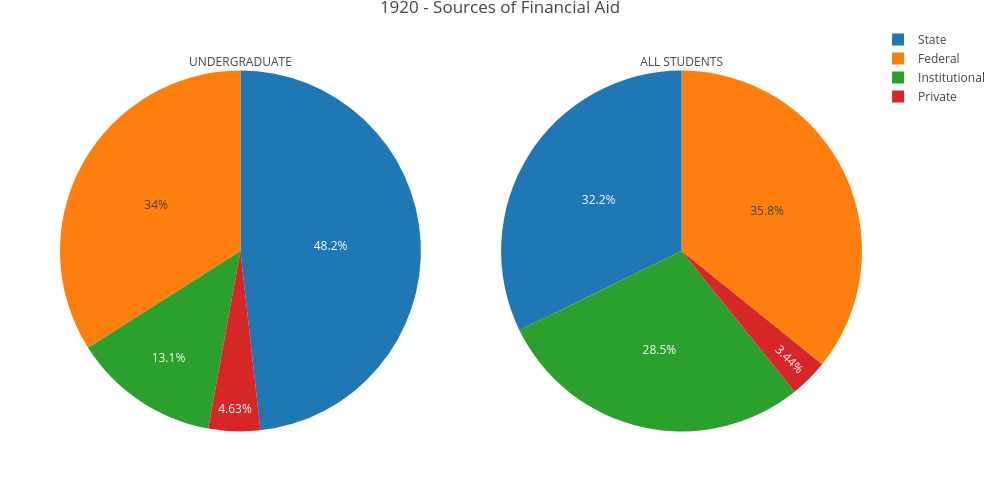 1920 - Sources of Financial Aid
UNDERGRADUATE
ALL STUDENTS
State
Federal
Institutional
Private
34%
48.2%
13.1%
4.63%
32.2%
35.8%
28.5%
3.44%